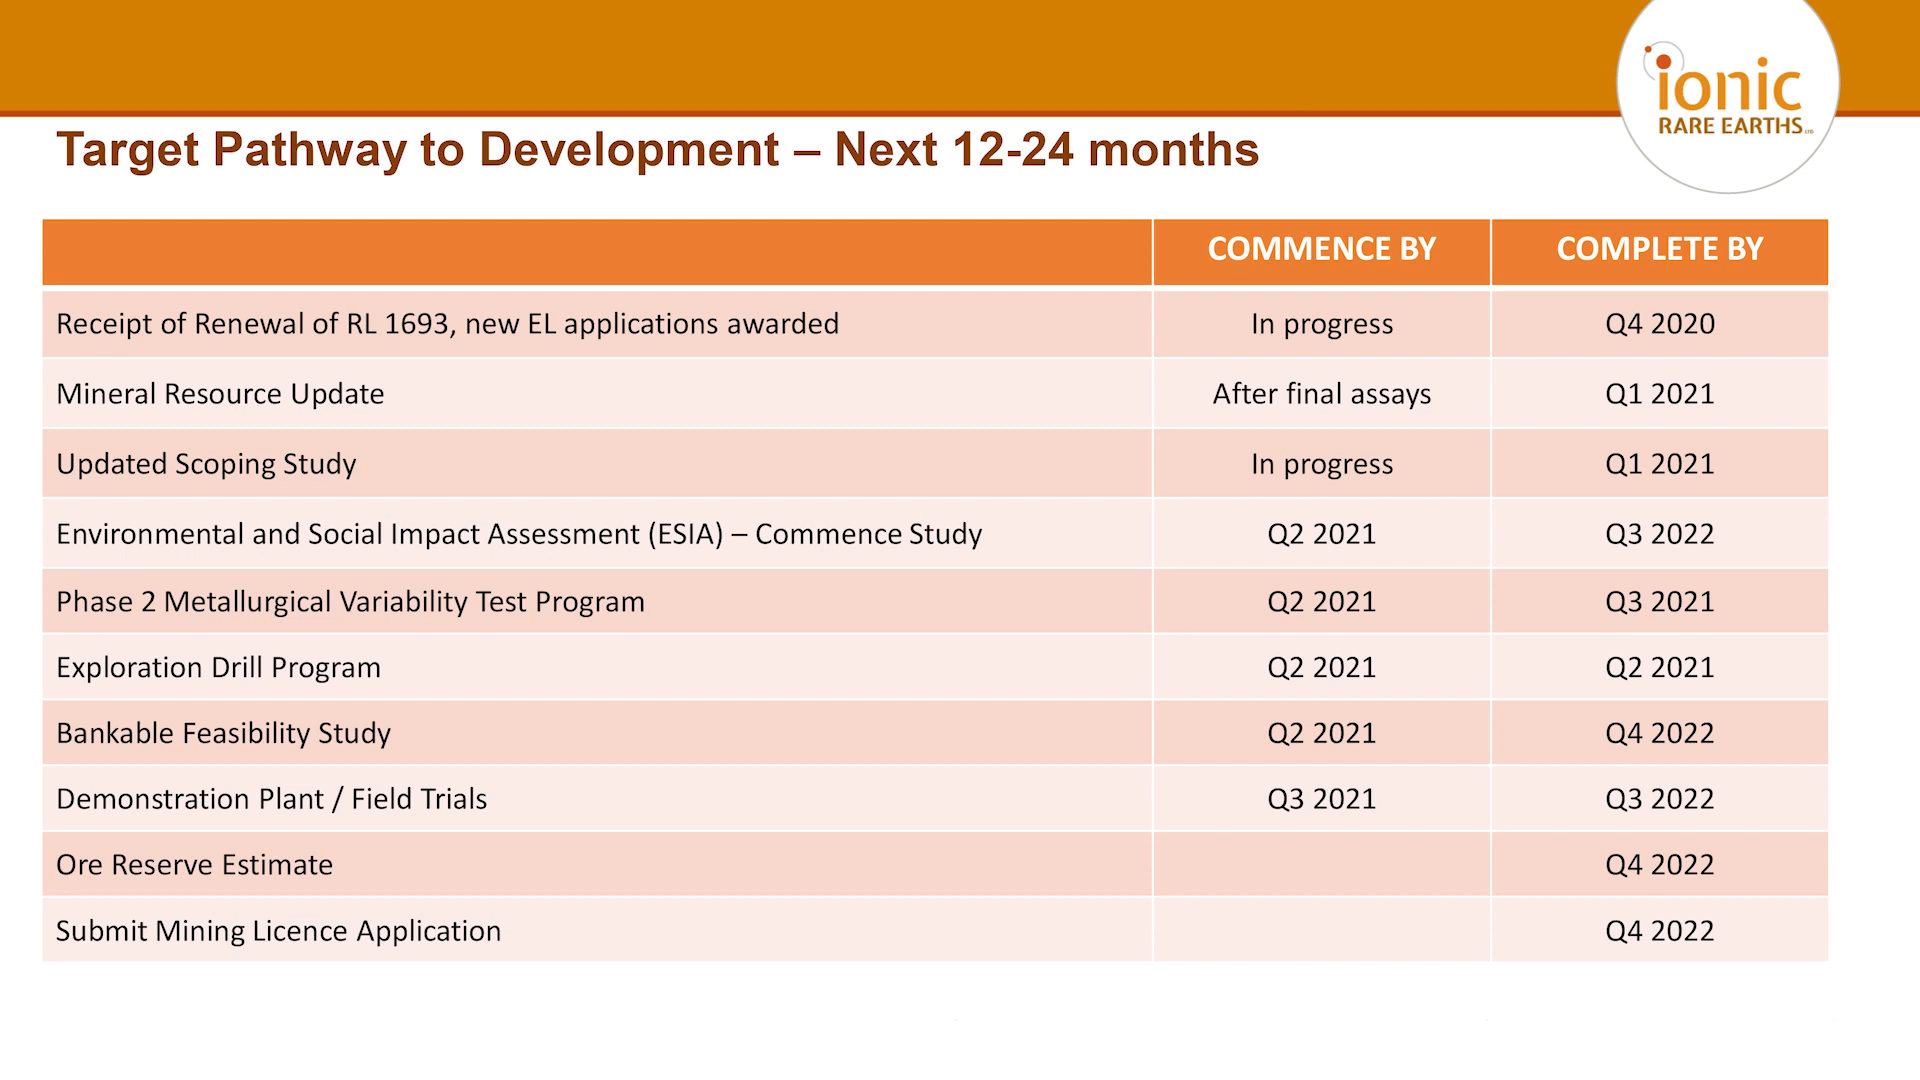 ionic
RARE EARTHS LTD
Target Pathway to Development – Next 12-24 months
COMMENCE BY COMPLETE BY
Receipt of Renewal of RL 1693, new EL applications awarded In progress Q4 2020
Mineral Resource Update After final assays Q1 2021
Updated Scoping Study In progress Q1 2021
Environmental and Social Impact Assessment (ESIA) – Commence Study Q2 2021 Q3 2022
Phase 2 Metallurgical Variability Test Program Q2 2021 Q3 2021
Exploration Drill Program Q2 2021 Q2 2021
Bankable Feasibility Study Q2 2021 Q4 2022
Demonstration Plant / Field Trials Q3 2021 Q3 2022
Ore Reserve Estimate Q4 2022
Submit Mining Licence Application Q4 2022